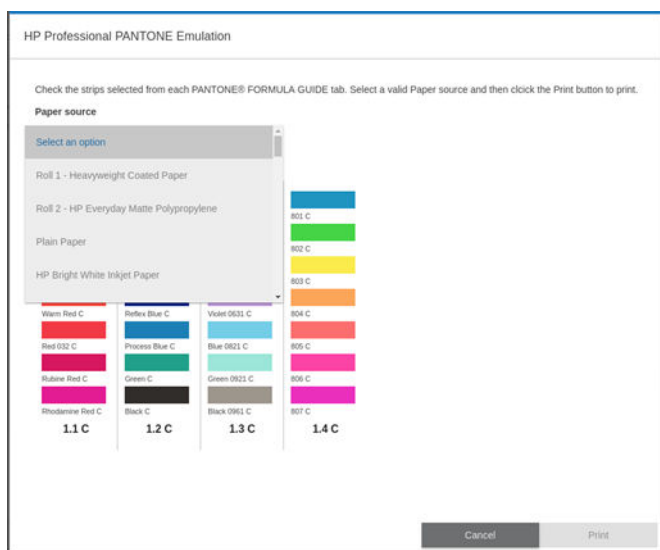 HP Professional PANTONE Emulation
Check the strips selected from each PANTONE® FORMULA GUIDE tab. Select a valid Paper source and then clcick the Print button to print.
Paper source
Select an option
Roll 1 - Heavyweight Coated Paper
Roll 2 - HP Everyday Matte Polypropylene
Plain Paper
HP Bright White Inkjet Paper
801 C
802 C
803 C
Warm Red C Reflex Blue C Violet 0631 C 804 C
Red 032 C Process Blue C Blue 0821 C 805 C
Rubine Red C Green C Green 0921 C 806 C
Rhodamine Red C Black C Black 0961 C 807 C
1.1 C 1.2 C 1.3 C 1.4 C
Cancel Print